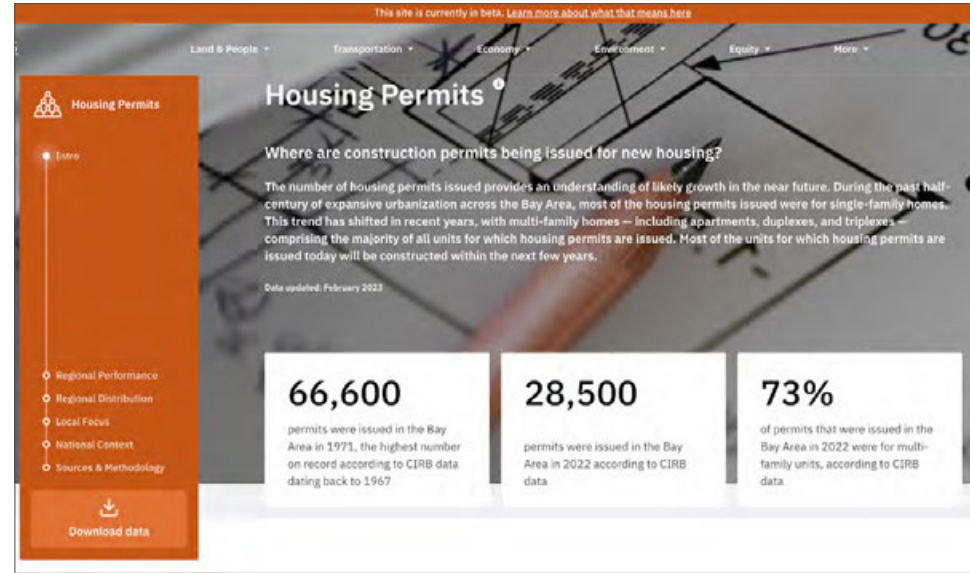 This site is currently in beta. Learn more about what that means here
Land & People
Transportation
Economy
Environment
Equity
More
Housing Permits
Intro
Regional Performance
Regional Distribution
Local Focus
National Context
Sources & Methodology
Download data
Housing Permits
Where are construction permits being issued for new housing?
The number of housing permits issued provides an understanding of likely growth in the near future. During the past half-
century of expansive urbanization across the Bay Area, most of the housing permits issued were for single-family homes.
This trend has shifted in recent years, with multi-family homes — including apartments, duplexes, and triplexes —
comprising the majority of all units for which housing permits are issued. Most of the units for which housing permits are
issued today will be constructed within the next few years.
Data updated: February 2023
66,600
permits were issued in the Bay
Area in 1971, the highest number
on record according to CIRB data
dating back to 1967
28,500
permits were issued in the Bay
Area in 2022 according to CIRB
data
73%
of permits that were issued in the
Bay Area in 2022 were for multi-
family units, according to CIRB
data